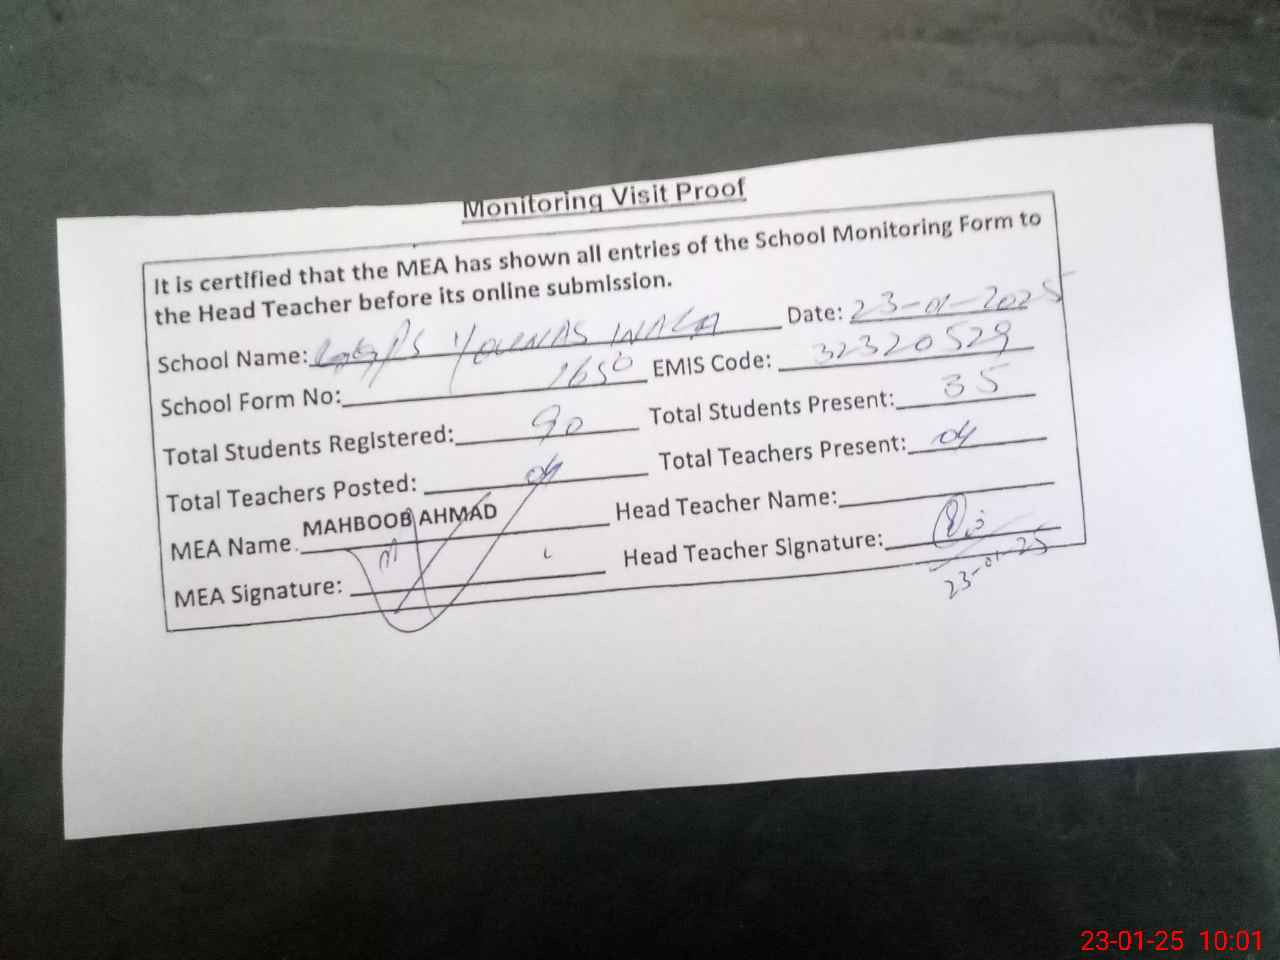 Monitoring Visit Proof
It is certified that the MEA has shown all entries of the School Monitoring Form to
the Head Teacher before its online submission.
School Name: PS YOUNAS WALA Date: 23-01-2025
School Form No: 1650 EMIS Code: 32320529
Total Students Registered: 90 Total Students Present: 35
Total Teachers Posted: 04 Total Teachers Present: 04
MEA Name MAHBOOB AHMAD Head Teacher Name:
MEA Signature: Head Teacher Signature:
23-01-25
23-01-25 10:01